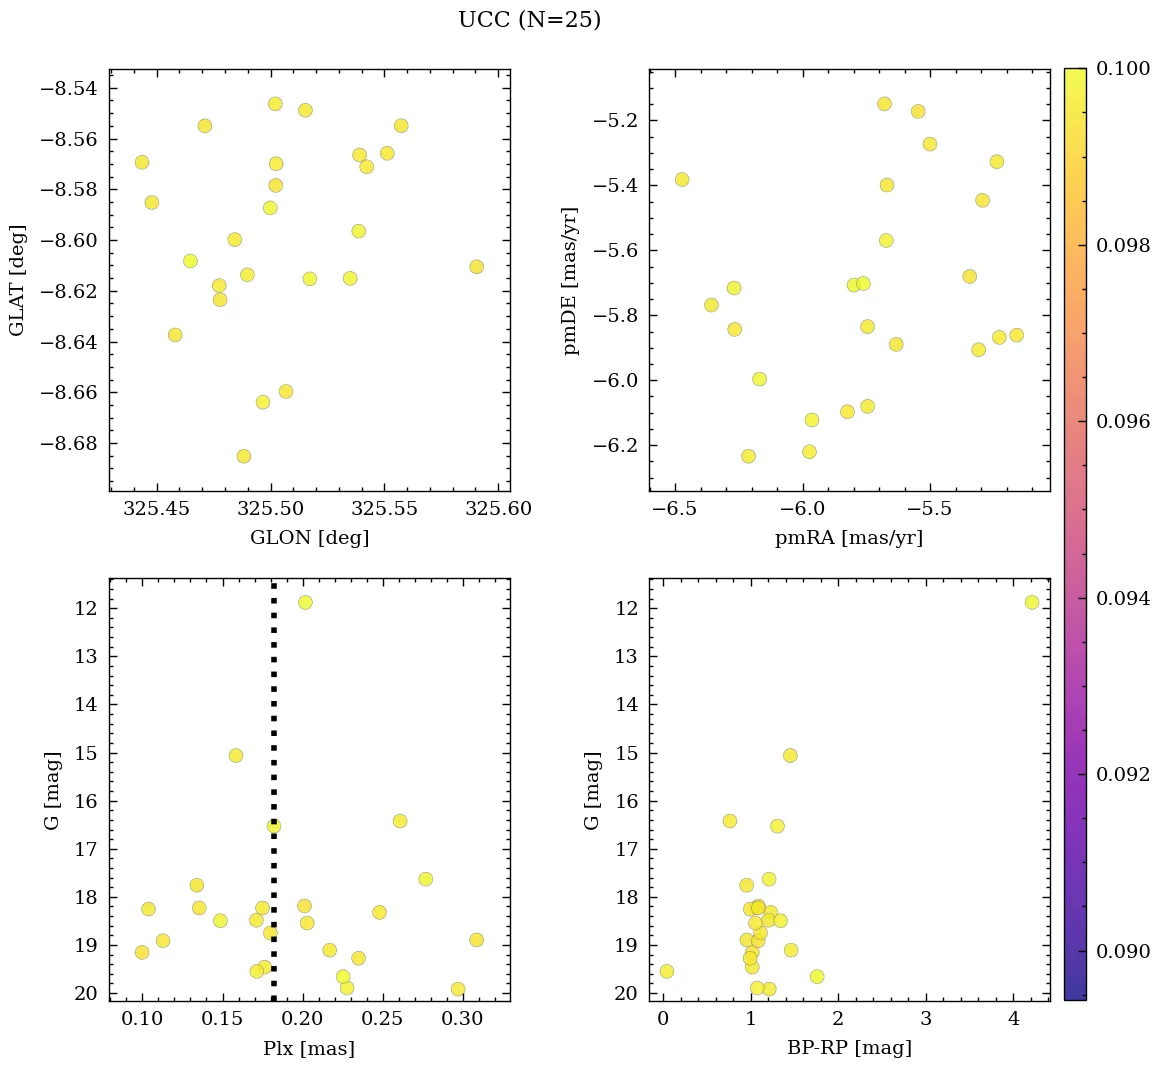 UCC (N=25)
−8.54
−8.56
−8.58
−8.60
−8.62
−8.64
−8.66
−8.68
GLAT [deg]
325.45 325.50 325.55 325.60
GLON [deg]
−5.2
−5.4
−5.6
−5.8
−6.0
−6.2
pmDE [mas/yr]
−6.5 −6.0 −5.5
pmRA [mas/yr]
12
13
14
15
16
17
18
19
20
G [mag]
0.10 0.15 0.20 0.25 0.30
Plx [mas]
12
13
14
15
16
17
18
19
20
G [mag]
0 1 2 3 4
BP-RP [mag]
0.100
0.098
0.096
0.094
0.092
0.090